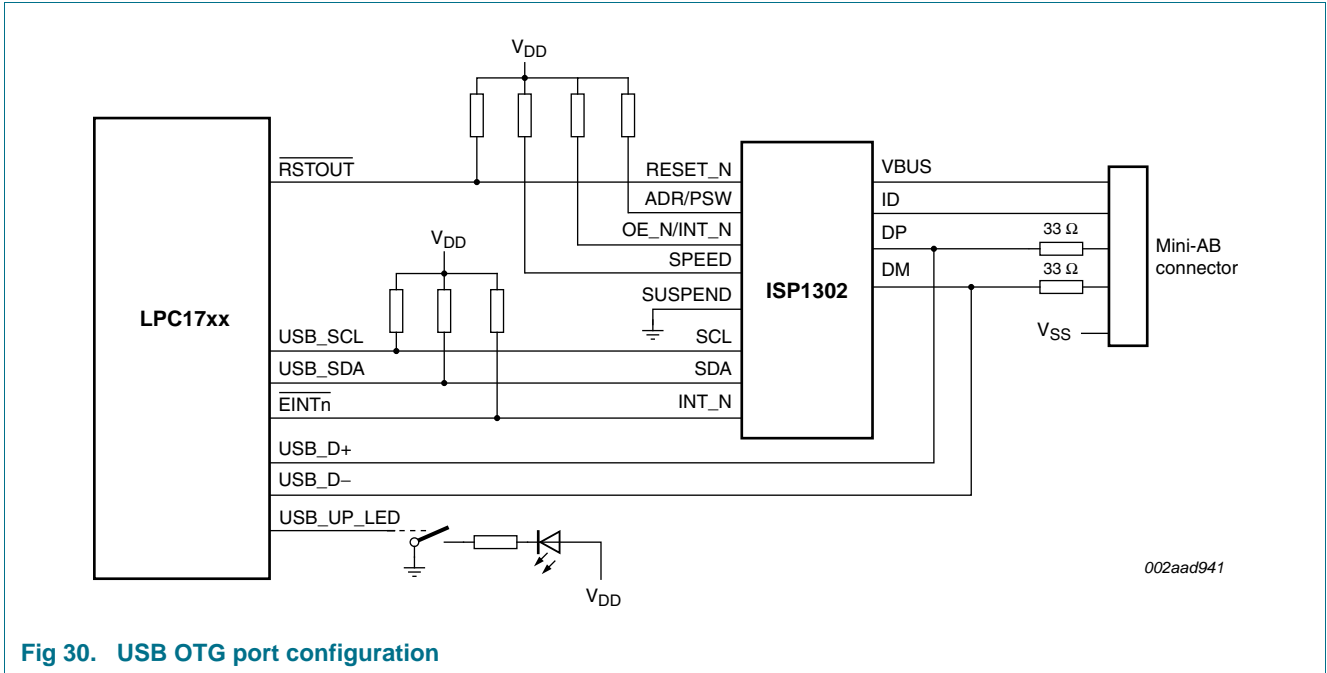 VDD
RSTOUT
RESET_N
VBUS
ADR/PSW
ID
OE_N/INT_N
DP
33 Ω
VDD
SPEED
DM
33 Ω
Mini-AB
connector
SUSPEND
ISP1302
LPC17xx
VSS
USB_SCL
SCL
USB_SDA
SDA
EINTn
INT_N
USB_D+
USB_D−
USB_UP_LED
VDD
002aad941
Fig 30. USB OTG port configuration